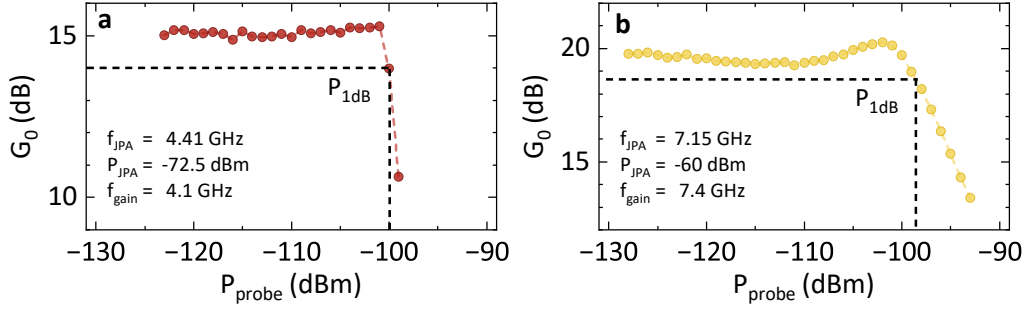 a
15
10
G0 (dB)
P1dB
fJPA = 4.41 GHz
PJPA = -72.5 dBm
fgain = 4.1 GHz
−130 −120 −110 −100 −90
Pprobe (dBm)
b
20
15
G0 (dB)
P1dB
fJPA = 7.15 GHz
PJPA = -60 dBm
fgain = 7.4 GHz
−130 −120 −110 −100 −90
Pprobe (dBm)